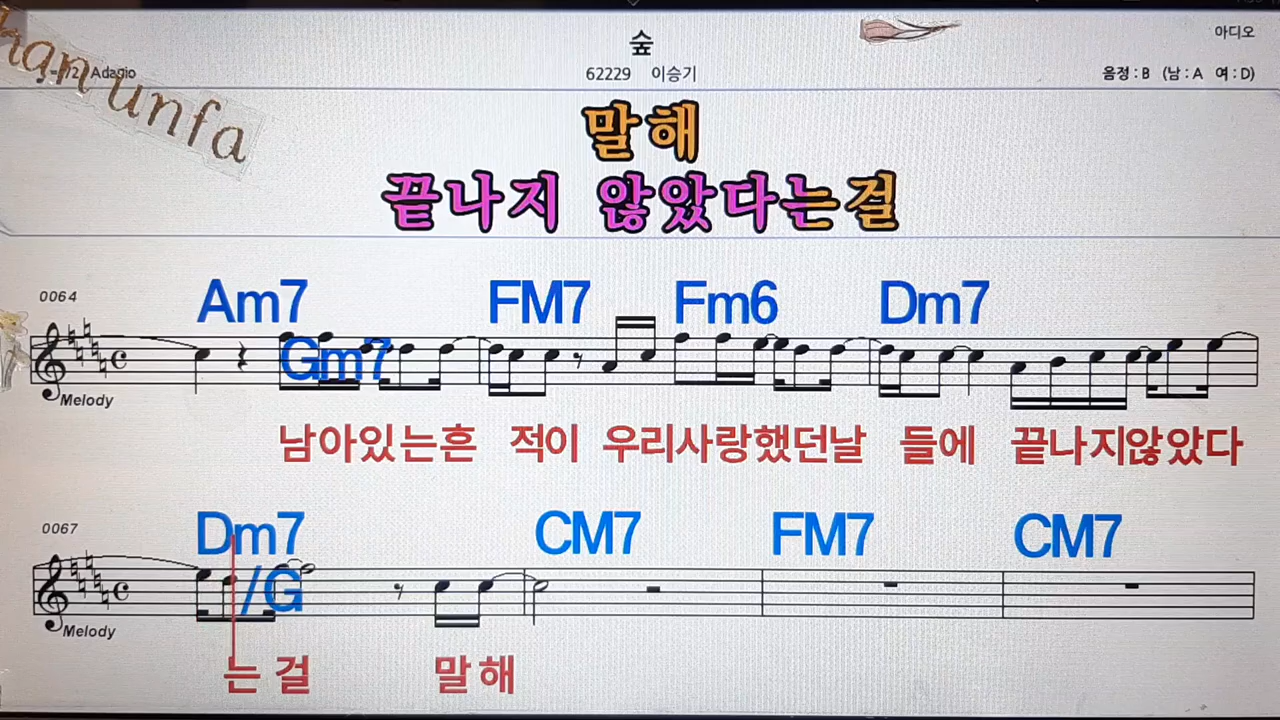 숲
아디오
62229 이승기
음정 : B (남 : A 여 : D)
Adagio
han unfa
말해
끝나지 않았다는걸
0064
Am7 Gm7 FM7 Fm6 Dm7
Melody
남아있는흔 적이 우리사랑했던날 들에 끝나지않았다
0067
Dm7 /G CM7 FM7 CM7
Melody
는 걸 말 해